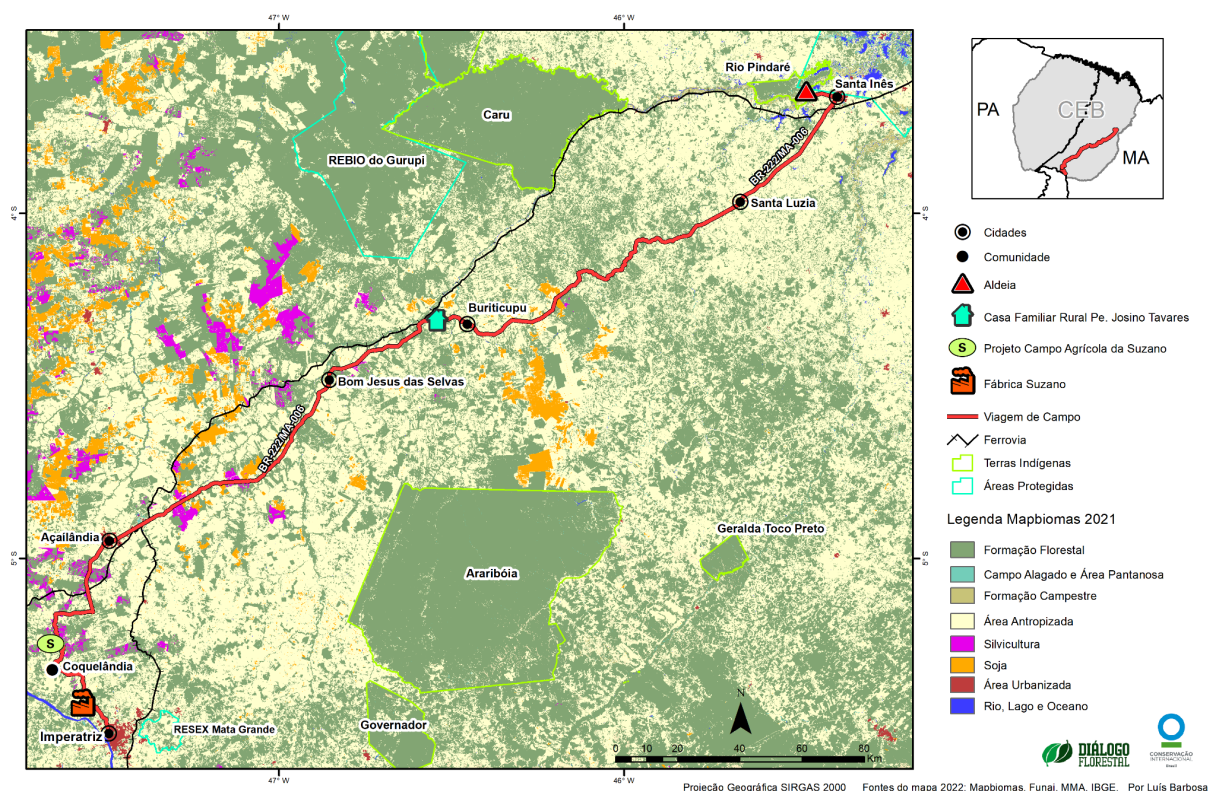 47° W
46° W
Rio Pindaré
Santa Inês
Caru
REBIO do Gurupi
BR-222/MA-006
4° S
4° S
Santa Luzia
Buriticupu
Bom Jesus das Selvas
BR-222/MA-006
Açailândia
Geralda Toco Preto
5° S
5° S
Araribóia
S
Coquelândia
Imperatriz
RESEX Mata Grande
Governador
N
0 10 20 40 60 80
Km
47° W
46° W
PA
CEB
MA
Cidades
Comunidade
Aldeia
Casa Familiar Rural Pe. Josino Tavares
S
Projeto Campo Agrícola da Suzano
Fábrica Suzano
Viagem de Campo
Ferrovia
Terras Indígenas
Áreas Protegidas
Legenda Mapbiomas 2021
Formação Florestal
Campo Alagado e Área Pantanosa
Formação Campestre
Área Antropizada
Silvicultura
Soja
Área Urbanizada
Rio, Lago e Oceano
DIÁLOGO
FLORESTAL
CONSERVAÇÃO
INTERNACIONAL
Brasil
Projeção Geográfica SIRGAS 2000 Fontes do mapa 2022: Mapbiomas, Funai, MMA, IBGE. Por Luís Barbosa